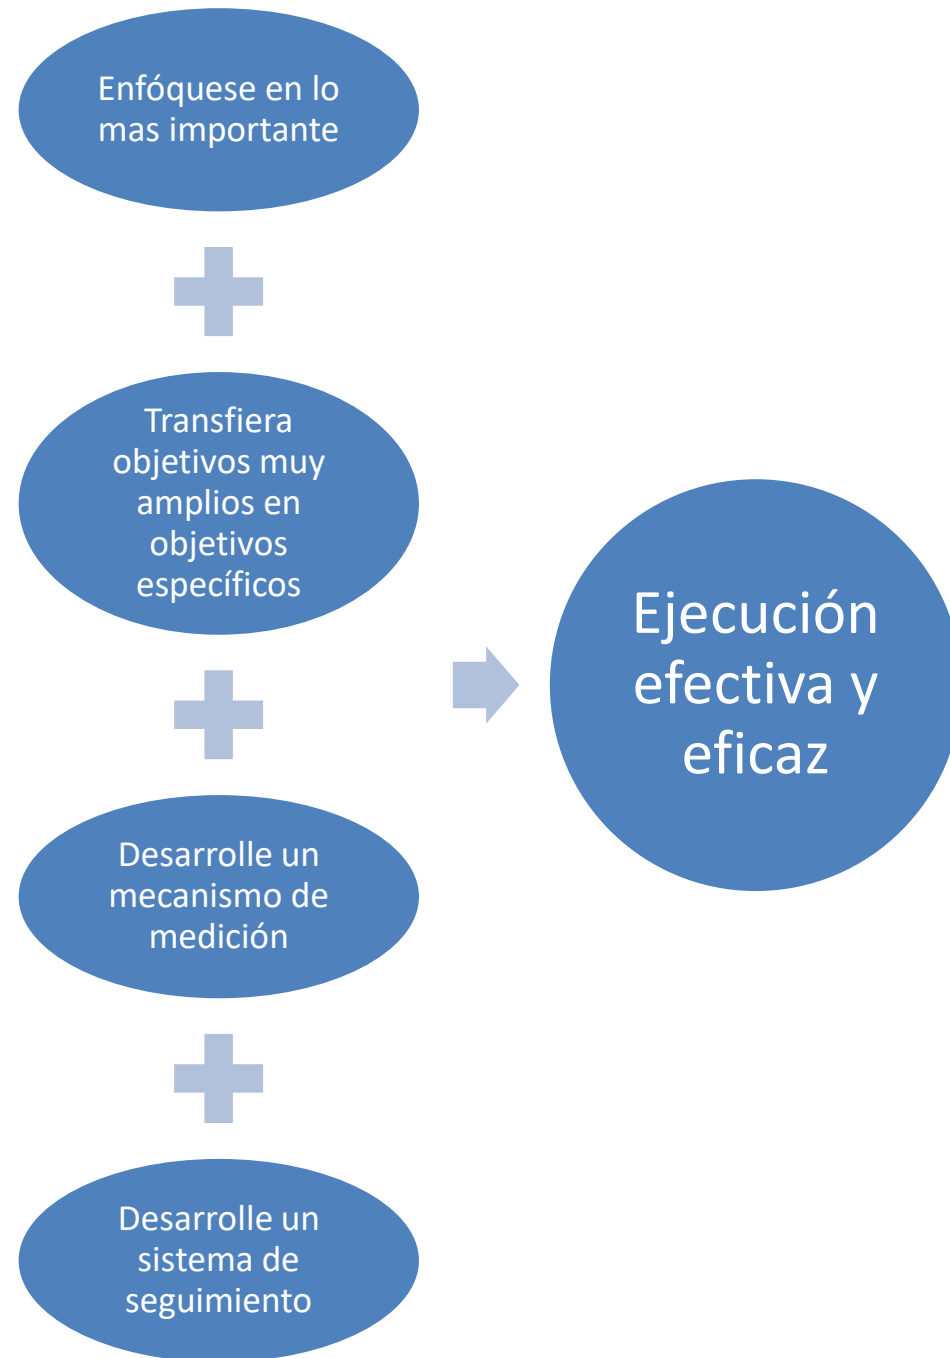 Enfóquese en lo
mas importante
Transfiera
objetivos muy
amplios en
objetivos
específicos
Desarrolle un
mecanismo de
medición
Desarrolle un
sistema de
seguimiento
Ejecución
efectiva y
eficaz